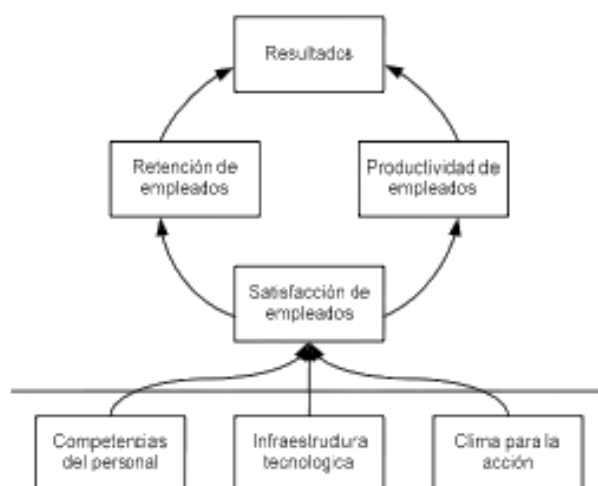 Resultados
Retención de
empleados
Productividad de
empleados
Satisfacción de
empleados
Competencias
del personal
Infraestructura
tecnologica
Clima para la
acción